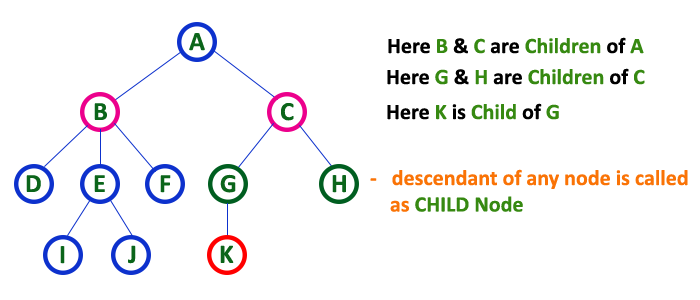 A
Here B & C are Children of A
Here G & H are Children of C
B
C
Here K is Child of G
D
E
F
G
H
- descendant of any node is called
as CHILD Node
I
J
K